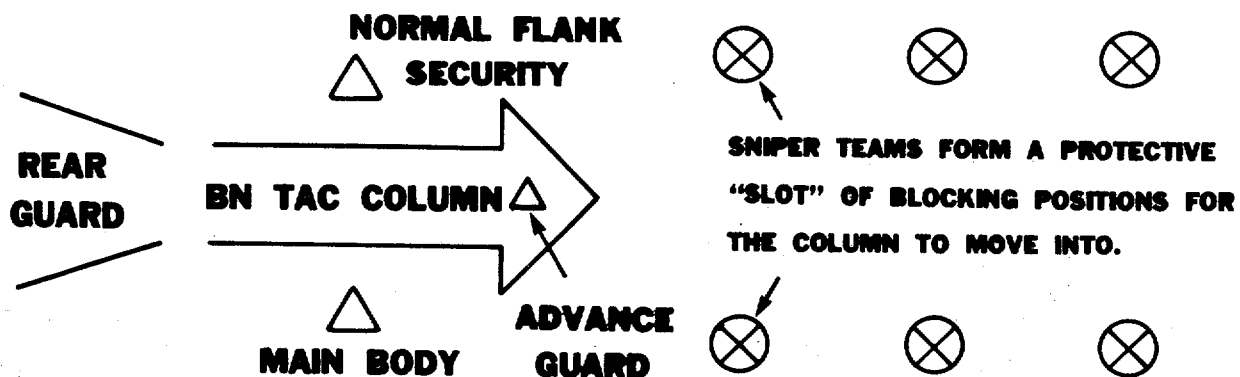 NORMAL FLANK
SECURITY
REAR
GUARD
BN TAC COLUMN
MAIN BODY
ADVANCE
GUARD
SNIPER TEAMS FORM A PROTECTIVE
"SLOT" OF BLOCKING POSITIONS FOR
THE COLUMN TO MOVE INTO.